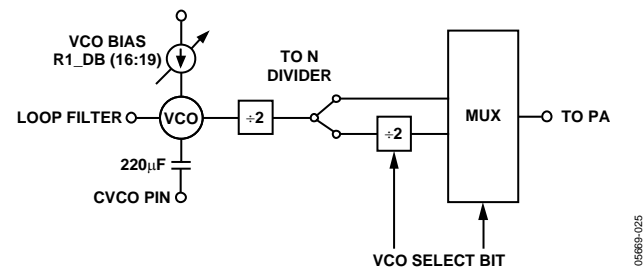 VCO BIAS
R1_DB (16:19)
TO N
DIVIDER
LOOP FILTER
VCO
÷2
÷2
MUX
TO PA
220μF
CVCO PIN
VCO SELECT BIT
05669-025